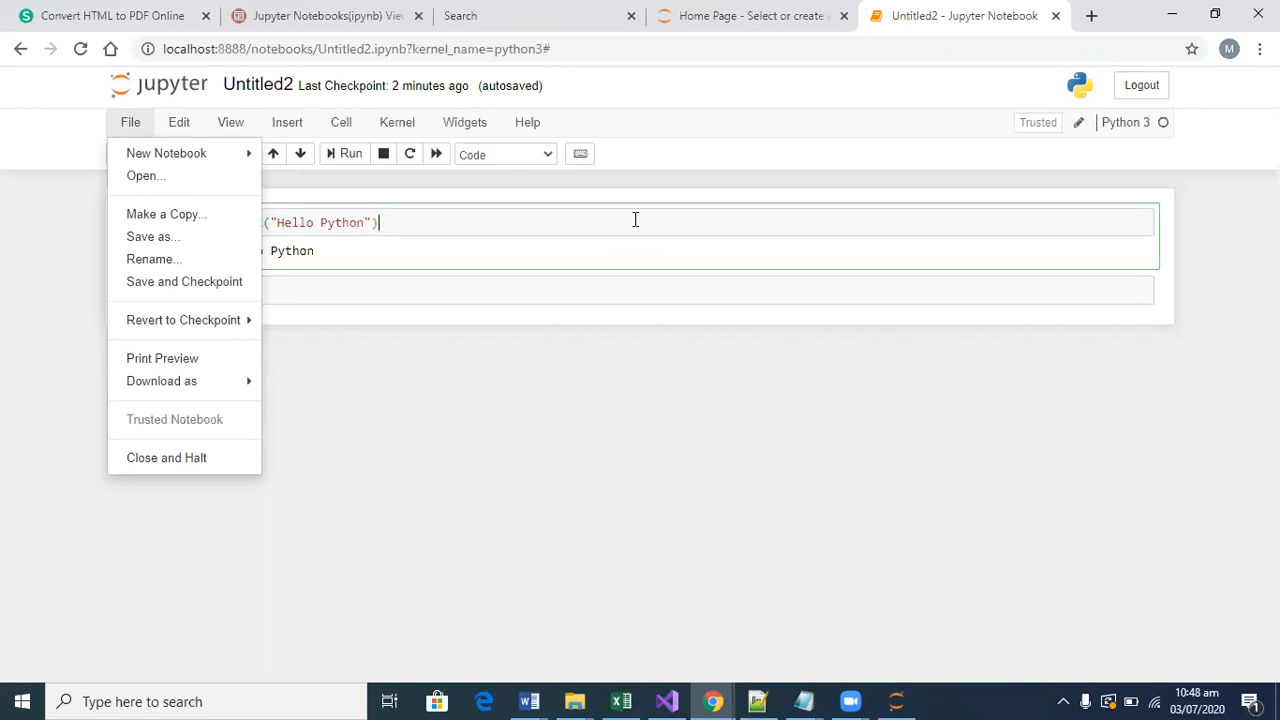 Convert HTML to PDF Online
Jupyter Notebooks(ipynb) Vie
Search
Home Page - Select or create a
Untitled2 - Jupyter Notebook
localhost:8888/notebooks/Untitled2.ipynb?kernel_name=python3#
M
jupyter Untitled2 Last Checkpoint: 2 minutes ago (autosaved)
Logout
File Edit View Insert Cell Kernel Widgets Help
Trusted
Python 3
Run
Code
New Notebook
Open...
Make a Copy...
Save as...
Rename...
Save and Checkpoint
Revert to Checkpoint
Print Preview
Download as
Trusted Notebook
Close and Halt
("Hello Python")
Python
Type here to search
10:48 am
03/07/2020
1